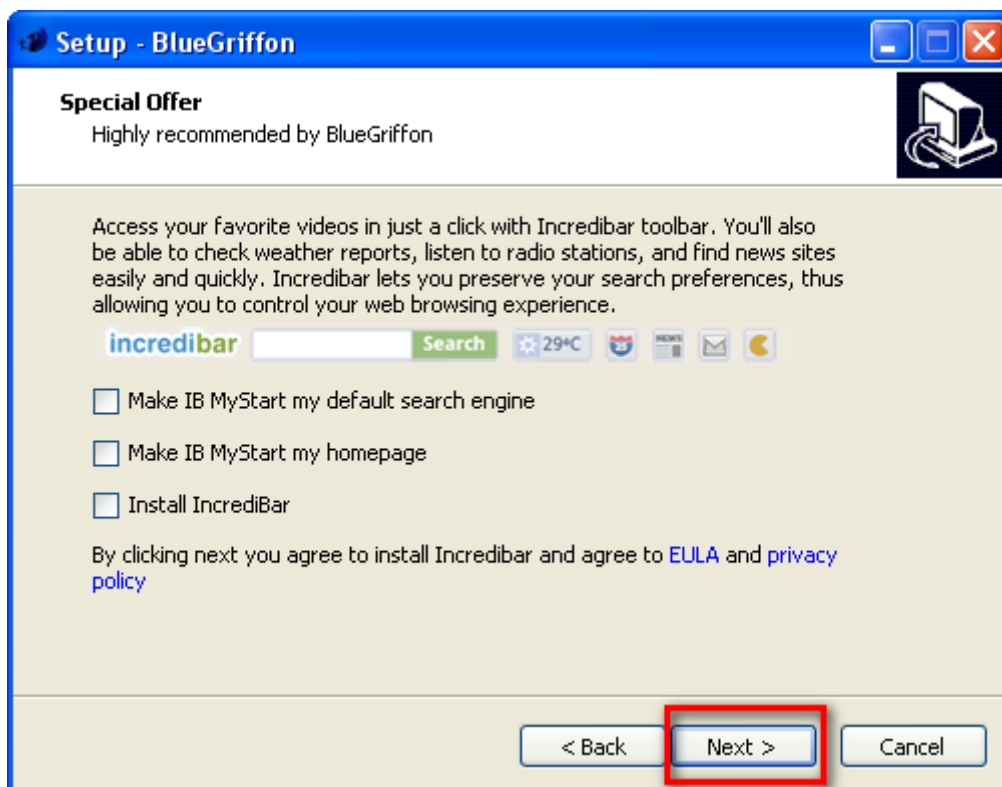 Setup - BlueGriffon
Special Offer
Highly recommended by BlueGriffon
Access your favorite videos in just a click with Incredibar toolbar. You'll also
be able to check weather reports, listen to radio stations, and find news sites
easily and quickly. Incredibar lets you preserve your search preferences, thus
allowing you to control your web browsing experience.
incredibar Search 29°C 25 NEWS
Make IB MyStart my default search engine
Make IB MyStart my homepage
Install IncrediBar
By clicking next you agree to install Incredibar and agree to EULA and privacy
policy
< Back Next > Cancel